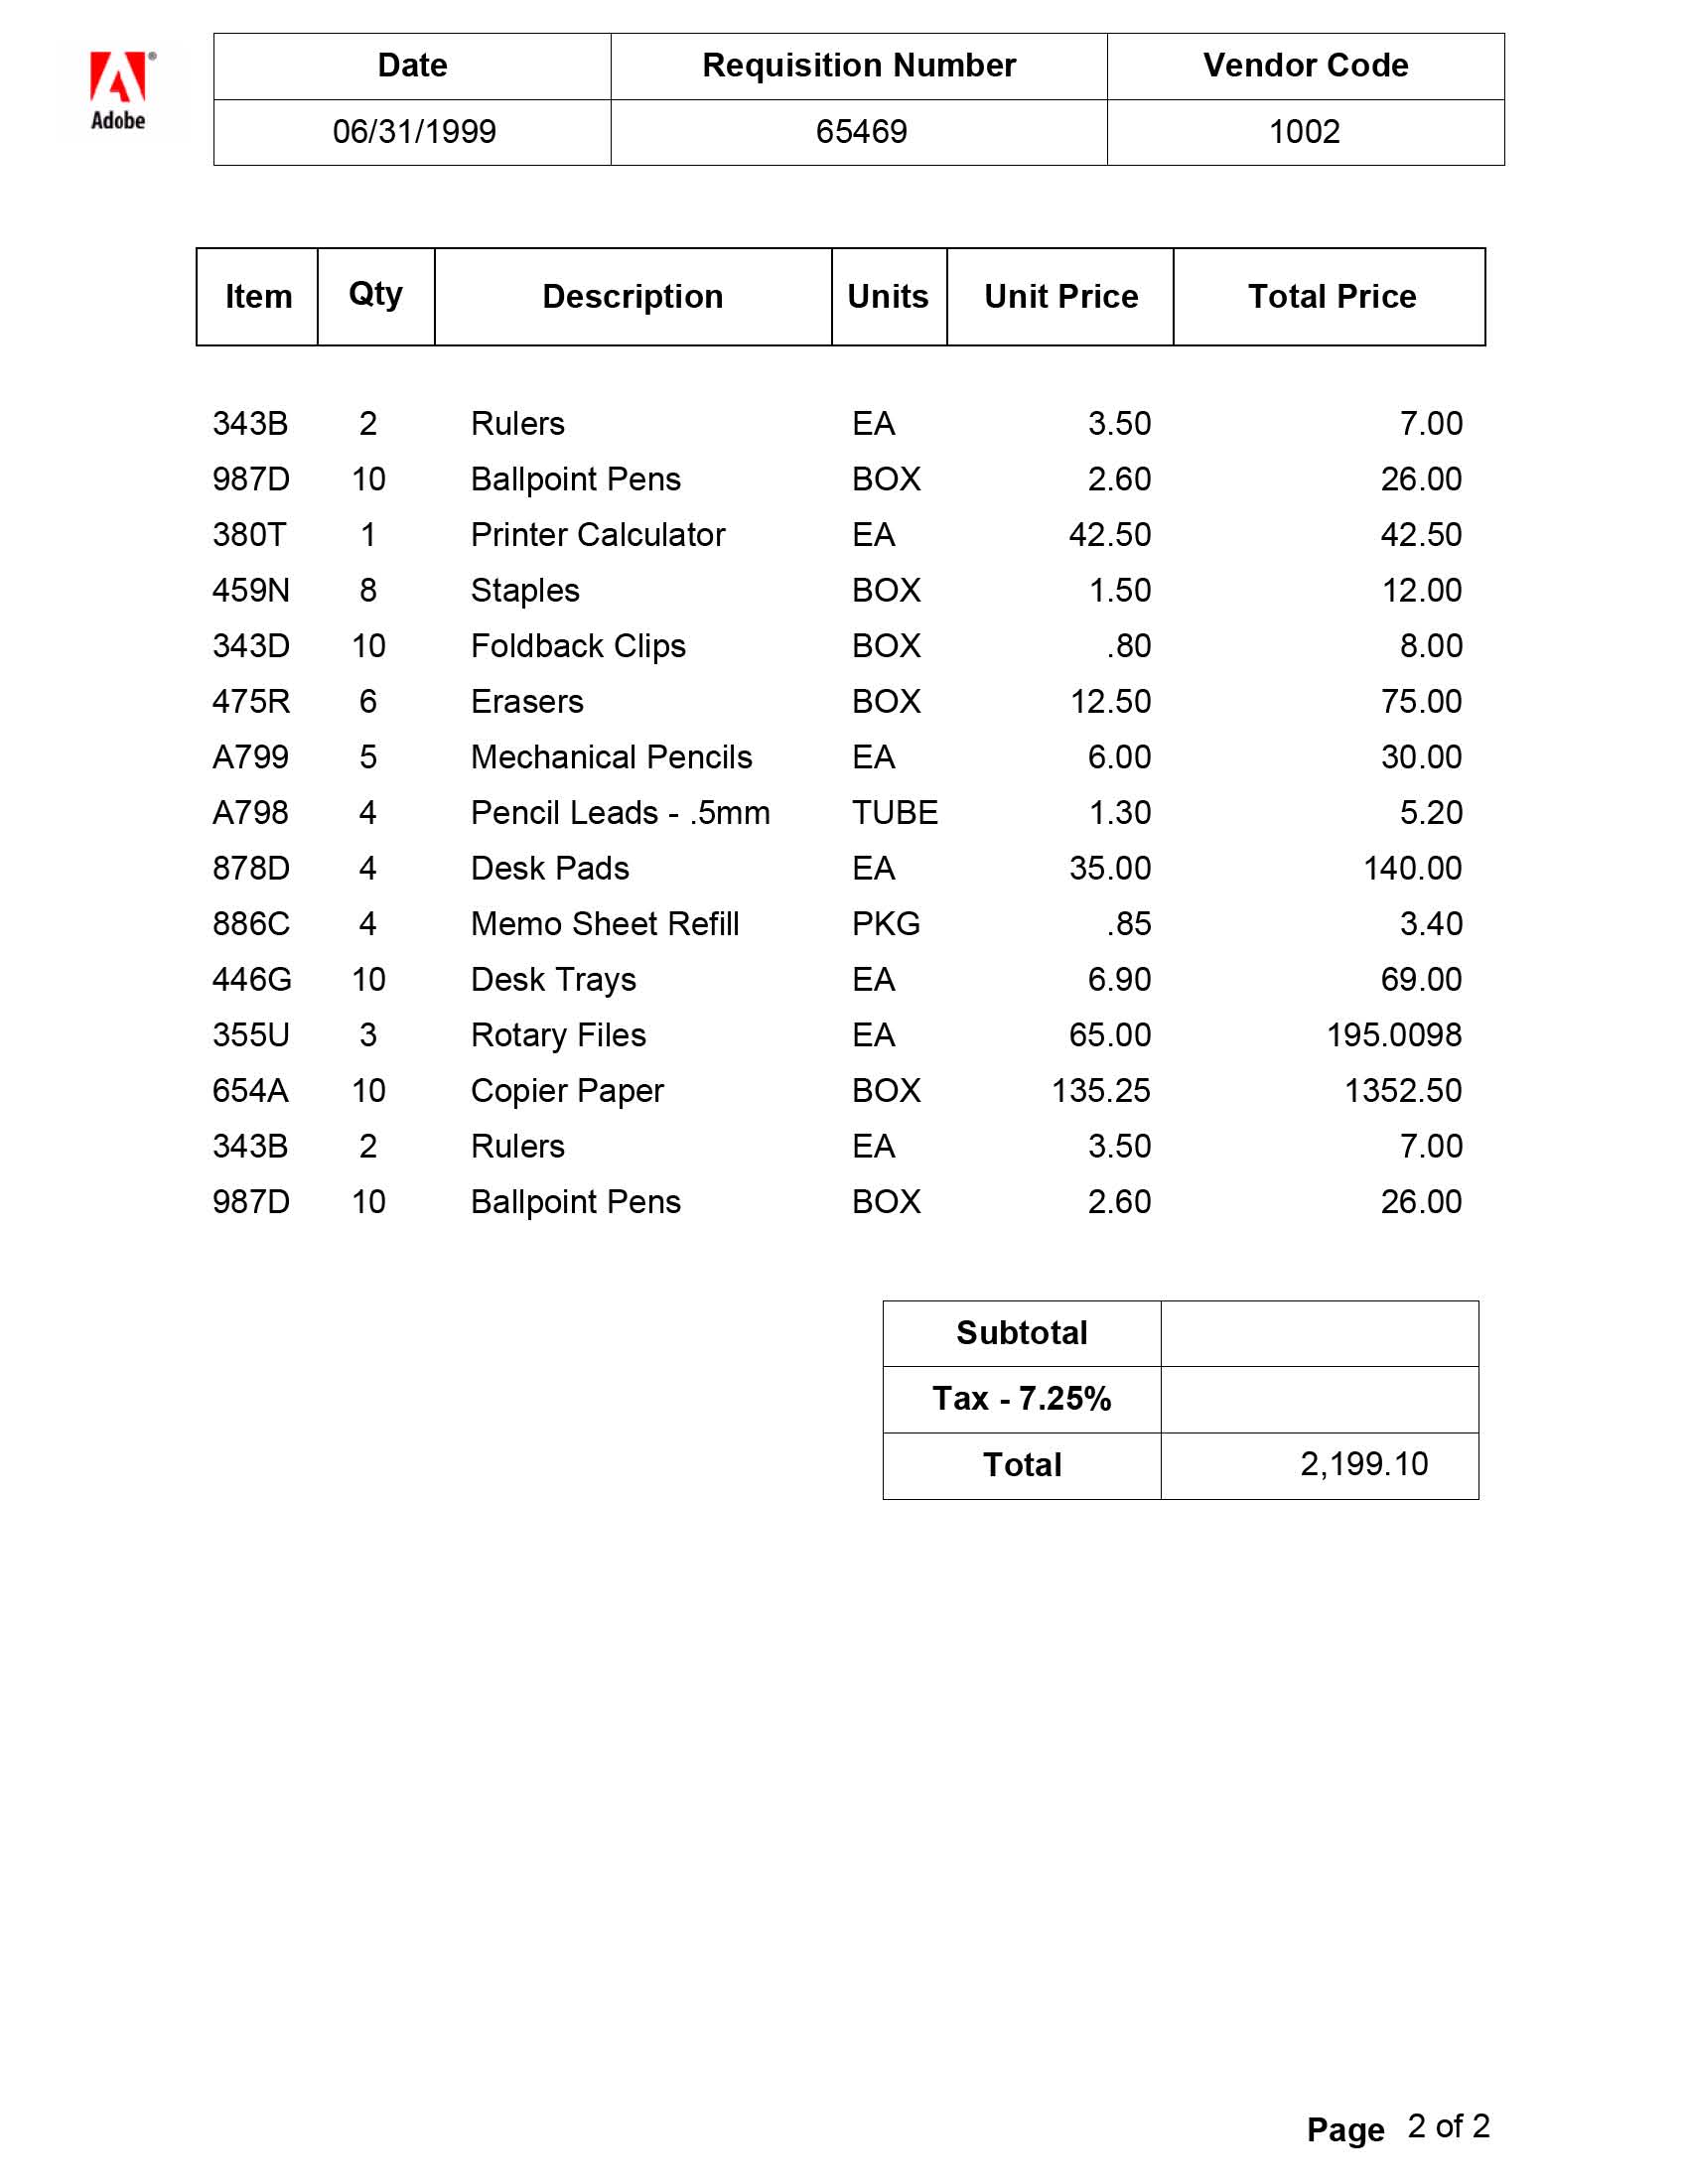 Adobe®
Date Requisition Number Vendor Code
06/31/1999 65469 1002
Item Qty Description Units Unit Price Total Price
343B 2 Rulers EA 3.50 7.00
987D 10 Ballpoint Pens BOX 2.60 26.00
380T 1 Printer Calculator EA 42.50 42.50
459N 8 Staples BOX 1.50 12.00
343D 10 Foldback Clips BOX .80 8.00
475R 6 Erasers BOX 12.50 75.00
A799 5 Mechanical Pencils EA 6.00 30.00
A798 4 Pencil Leads - .5mm TUBE 1.30 5.20
878D 4 Desk Pads EA 35.00 140.00
886C 4 Memo Sheet Refill PKG .85 3.40
446G 10 Desk Trays EA 6.90 69.00
355U 3 Rotary Files EA 65.00 195.0098
654A 10 Copier Paper BOX 135.25 1352.50
343B 2 Rulers EA 3.50 7.00
987D 10 Ballpoint Pens BOX 2.60 26.00
Subtotal
Tax - 7.25%
Total 2,199.10
Page 2 of 2